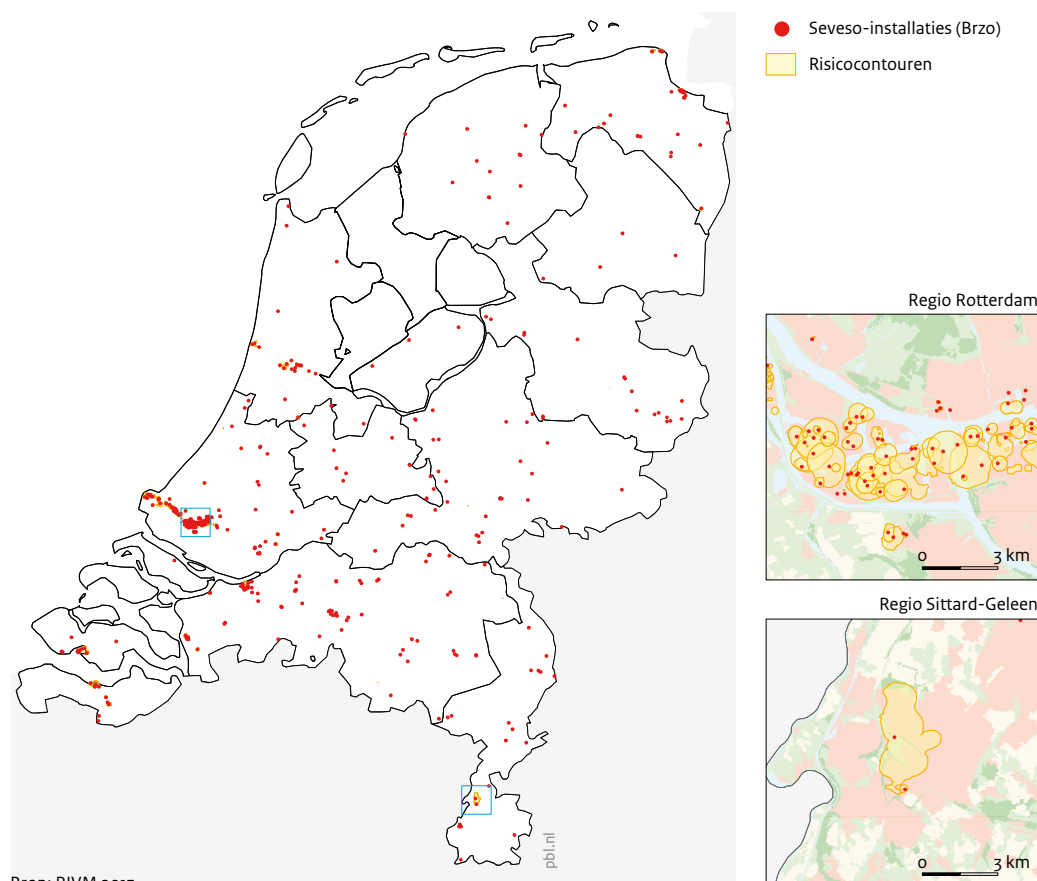 Seveso-installaties (Brzo)
Risicocontouren
Regio Rotterdam
0 3 km
Regio Sittard-Geleen
0 3 km
pbl.nl